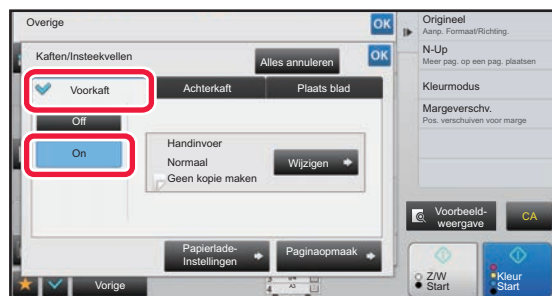 Overige
OK
Kaften/Insteekvellen
Alles annuleren
OK
Voorkaft
Achterkaft
Plaats blad
Off
On
Handinvoer
Normaal
Geen kopie maken
Wijzigen
Papierlade-
Instellingen
Paginaopmaak
Vorige
A3
Origineel
Aanp. Formaat/Richting.
N-Up
Meer pag. op een pag. plaatsen
Kleurmodus
Margeverschv.
Pos. verschuiven voor marge
Voorbeeld-
weergave
CA
Z/W
Start
Kleur
Start